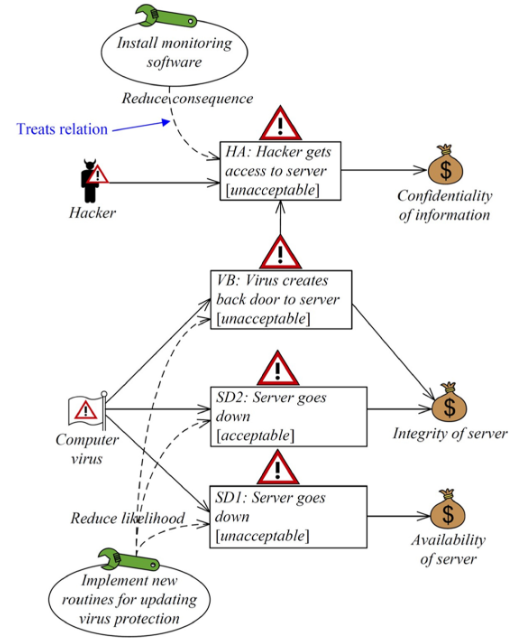 Install monitoring
software
Reduce consequence
Treats relation
HA: Hacker gets
access to server
[unacceptable]
$
Hacker
Confidentiality
of information
VB: Virus creates
back door to server
[unacceptable]
SD2: Server goes
down
[acceptable]
$
Computer
virus
Integrity of server
SD1: Server goes
down
[unacceptable]
$
Reduce likelihood
Availability
of server
Implement new
routines for updating
virus protection